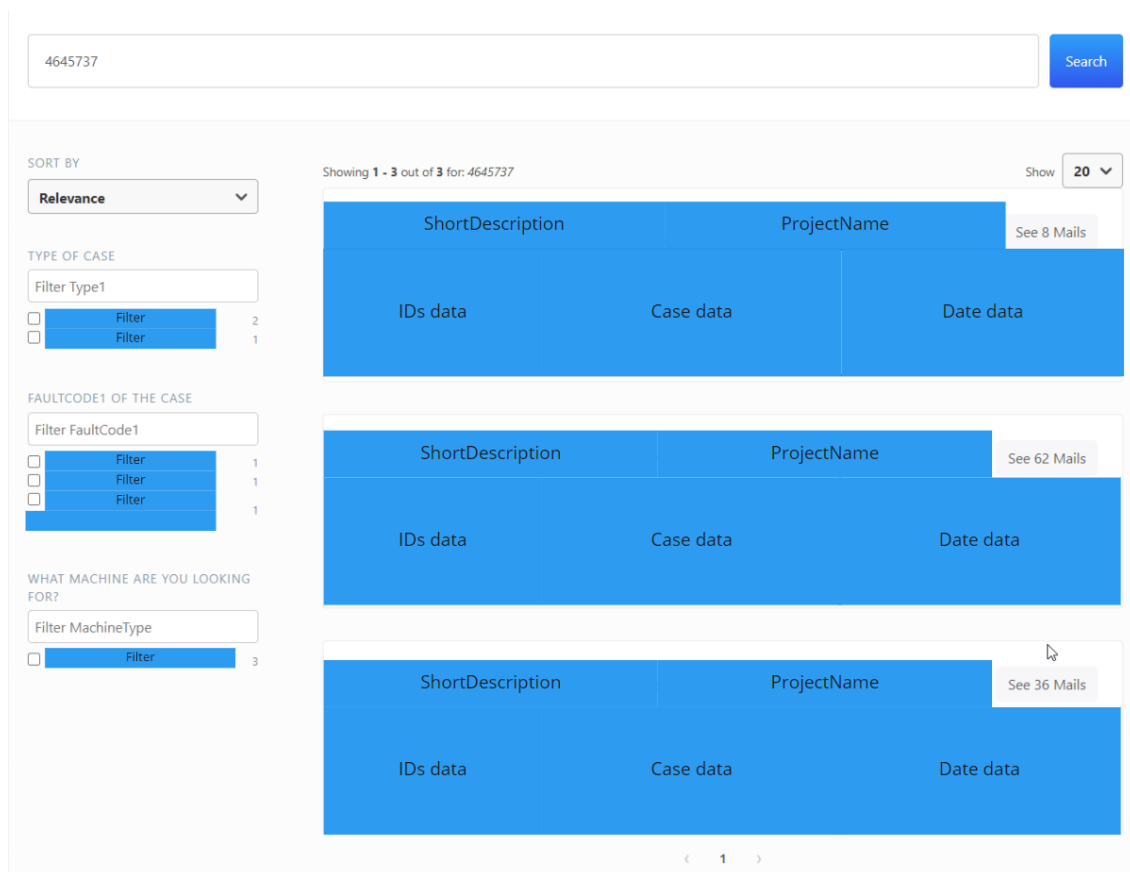 4645737
Search
SORT BY
Relevance
TYPE OF CASE
Filter Type1
Filter 2
Filter 1
FAULTCODE1 OF THE CASE
Filter FaultCode1
Filter 1
Filter 1
Filter
1
WHAT MACHINE ARE YOU LOOKING
FOR?
Filter MachineType
Filter 3
Showing 1 - 3 out of 3 for: 4645737
Show 20
ShortDescription ProjectName See 8 Mails
IDs data Case data Date data
ShortDescription ProjectName See 62 Mails
IDs data Case data Date data
ShortDescription ProjectName See 36 Mails
IDs data Case data Date data
‹ 1 ›